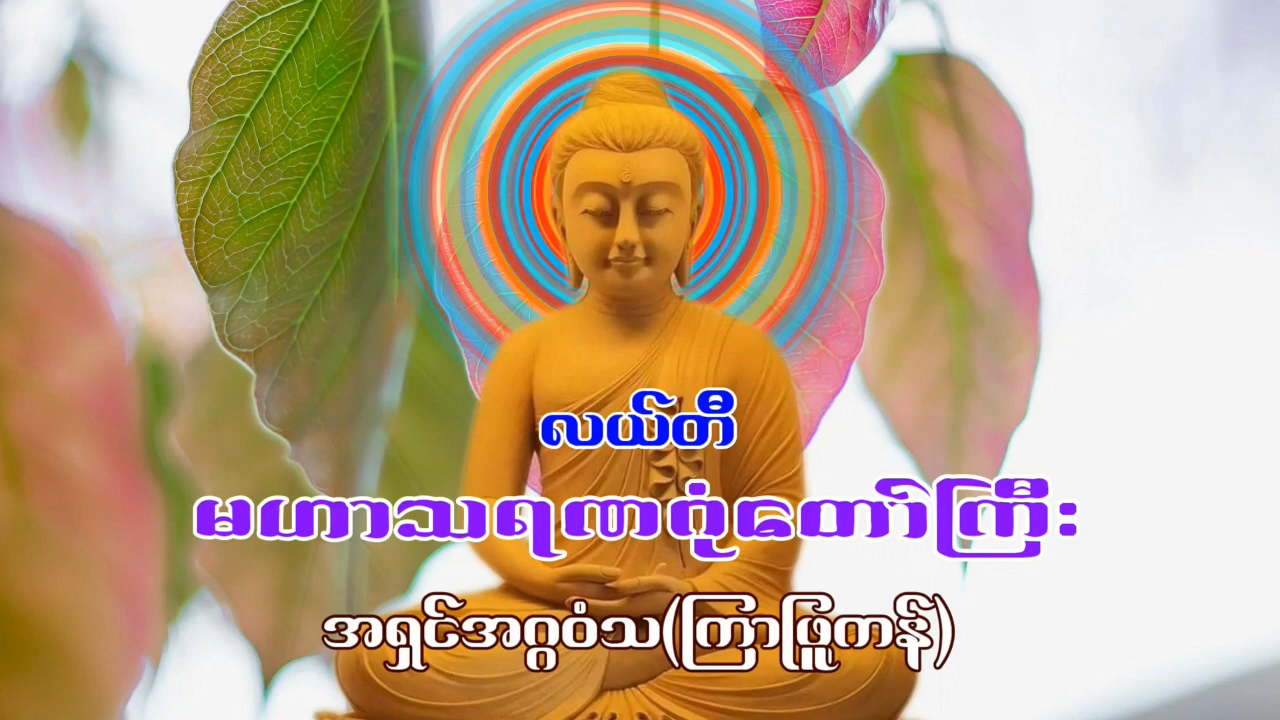 လယ်တီ
မဟာသရဏဂုံတော်ကြီး
အရှင်အဂ္ဂဝံသ(ကြာဖြူကန်)